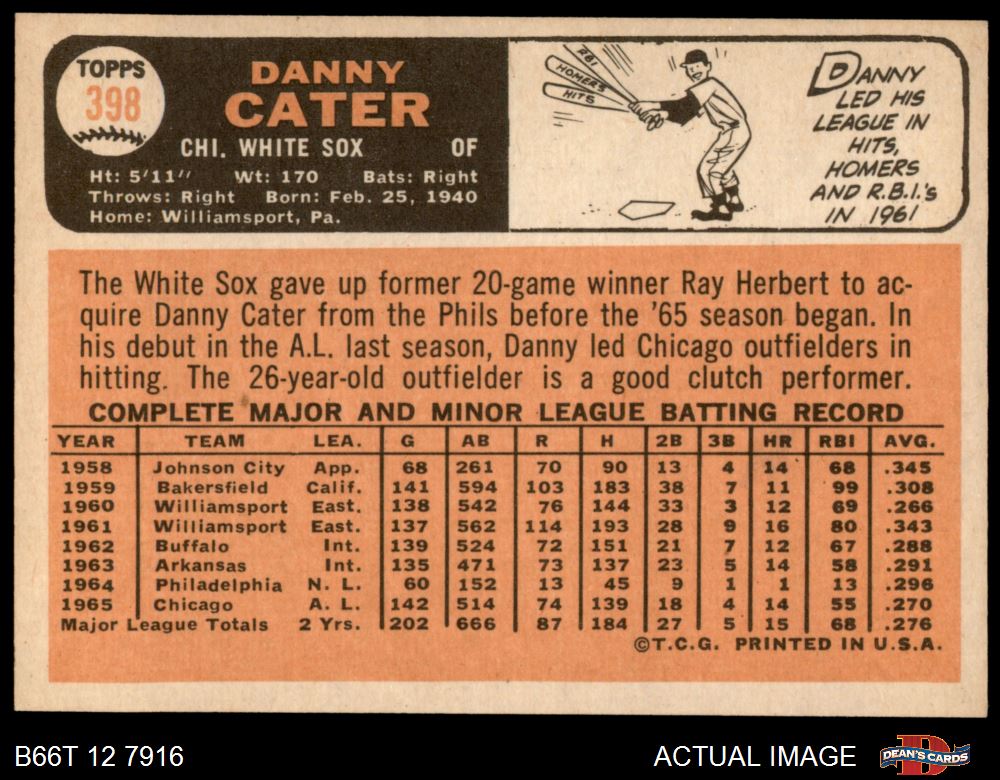 TOPPS
398
DANNY
CATER
CHI. WHITE SOX OF
Ht: 5'11" Wt: 170 Bats: Right
Throws: Right Born: Feb. 25, 1940
Home: Williamsport, Pa.
RBI
HOMERS
HITS
DANNY
LED HIS
LEAGUE IN
HITS,
HOMERS
AND R.B.I.'s
IN 1961
The White Sox gave up former 20-game winner Ray Herbert to ac-
quire Danny Cater from the Phils before the '65 season began. In
his debut in the A.L. last season, Danny led Chicago outfielders in
hitting. The 26-year-old outfielder is a good clutch performer.
COMPLETE MAJOR AND MINOR LEAGUE BATTING RECORD
YEAR TEAM LEA. G AB R H 2B 3B HR RBI AVG.
1958 Johnson City App. 68 261 70 90 13 4 14 68 .345
1959 Bakersfield Calif. 141 594 103 183 38 7 11 99 .308
1960 Williamsport East. 138 542 76 144 33 3 12 69 .266
1961 Williamsport East. 137 562 114 193 28 9 16 80 .343
1962 Buffalo Int. 139 524 72 151 21 7 12 67 .288
1963 Arkansas Int. 135 471 73 137 23 5 14 58 .291
1964 Philadelphia N. L. 60 152 13 45 9 1 1 13 .296
1965 Chicago A. L. 142 514 74 139 18 4 14 55 .270
Major League Totals 2 Yrs. 202 666 87 184 27 5 15 68 .276
©T.C.G. PRINTED IN U.S.A.
B66T 12 7916 ACTUAL IMAGE DEAN'S CARDS